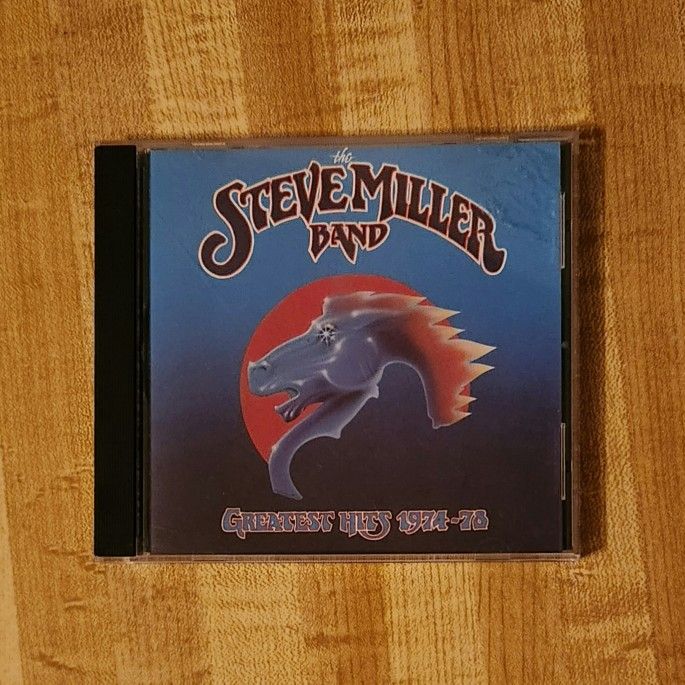 the
STEVE MILLER
BAND
GREATEST HITS 1974-78